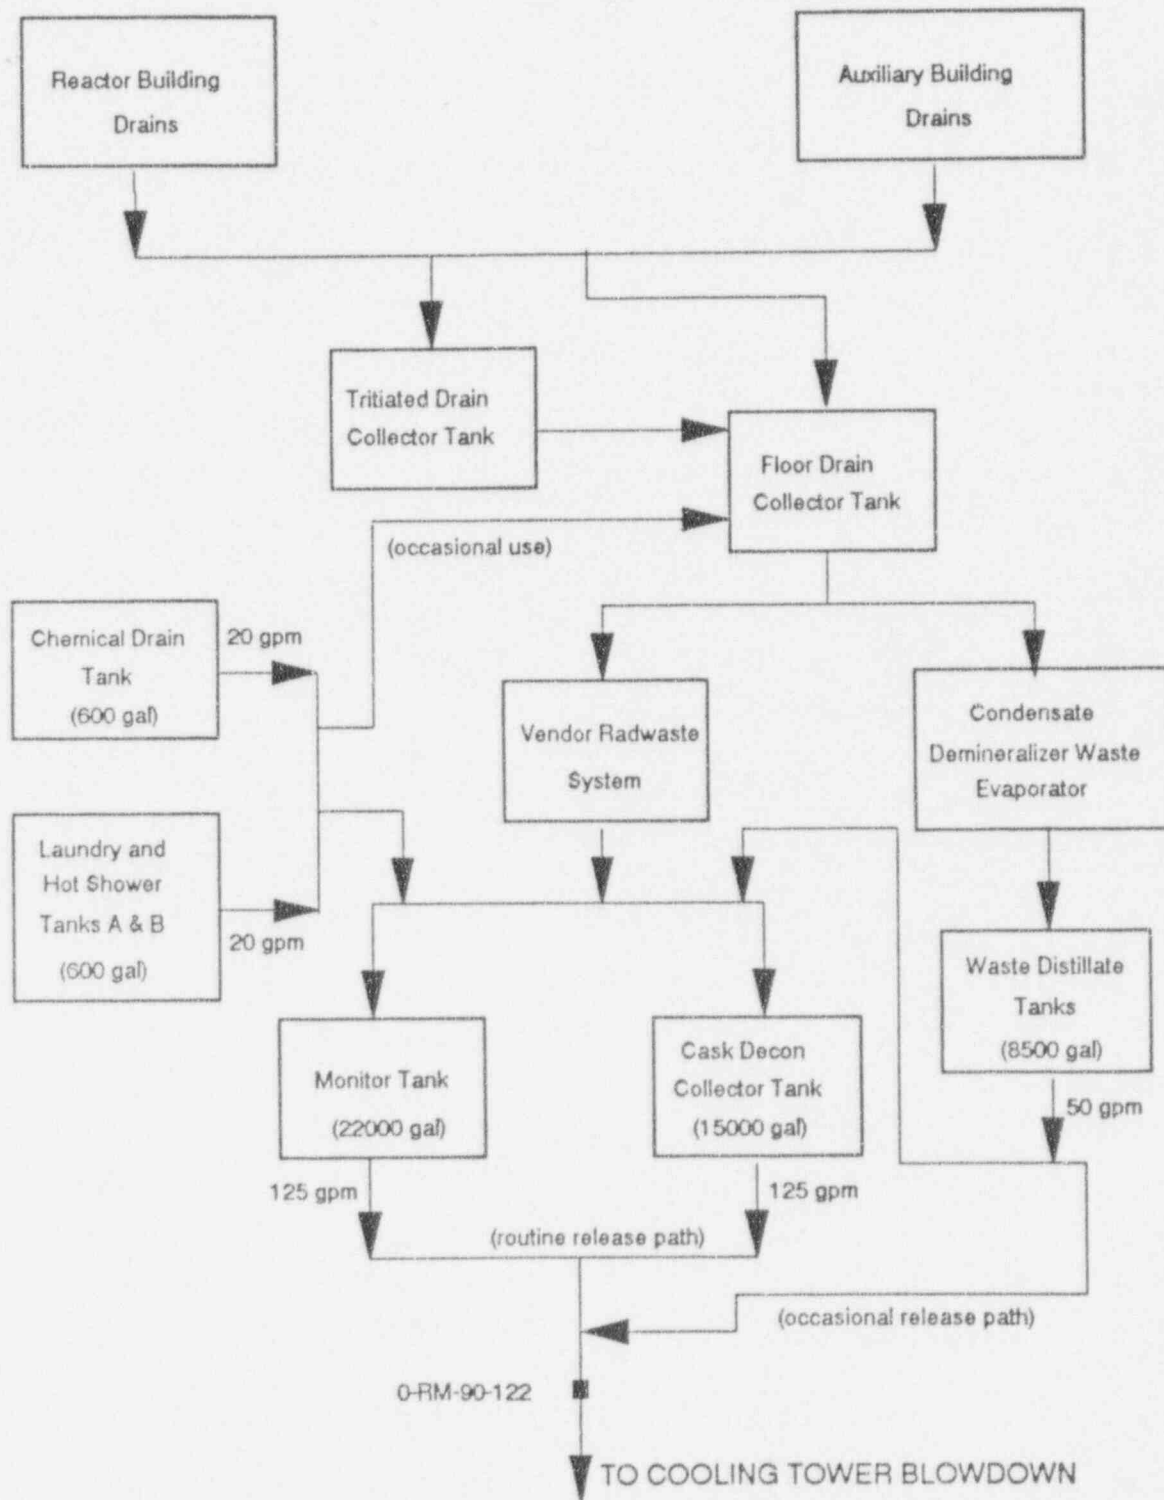 Reactor Building
Drains
Auxiliary Building
Drains
Tritiated Drain
Collector Tank
Floor Drain
Collector Tank
(occasional use)
Chemical Drain
Tank
(600 gal)
20 gpm
Vendor Radwaste
System
Condensate
Demineralizer Waste
Evaporator
Laundry and
Hot Shower
Tanks A & B
(600 gal)
20 gpm
Waste Distillate
Tanks
(8500 gal)
50 gpm
Monitor Tank
(22000 gal)
Cask Decon
Collector Tank
(15000 gal)
125 gpm
125 gpm
(routine release path)
(occasional release path)
0-RM-90-122
TO COOLING TOWER BLOWDOWN